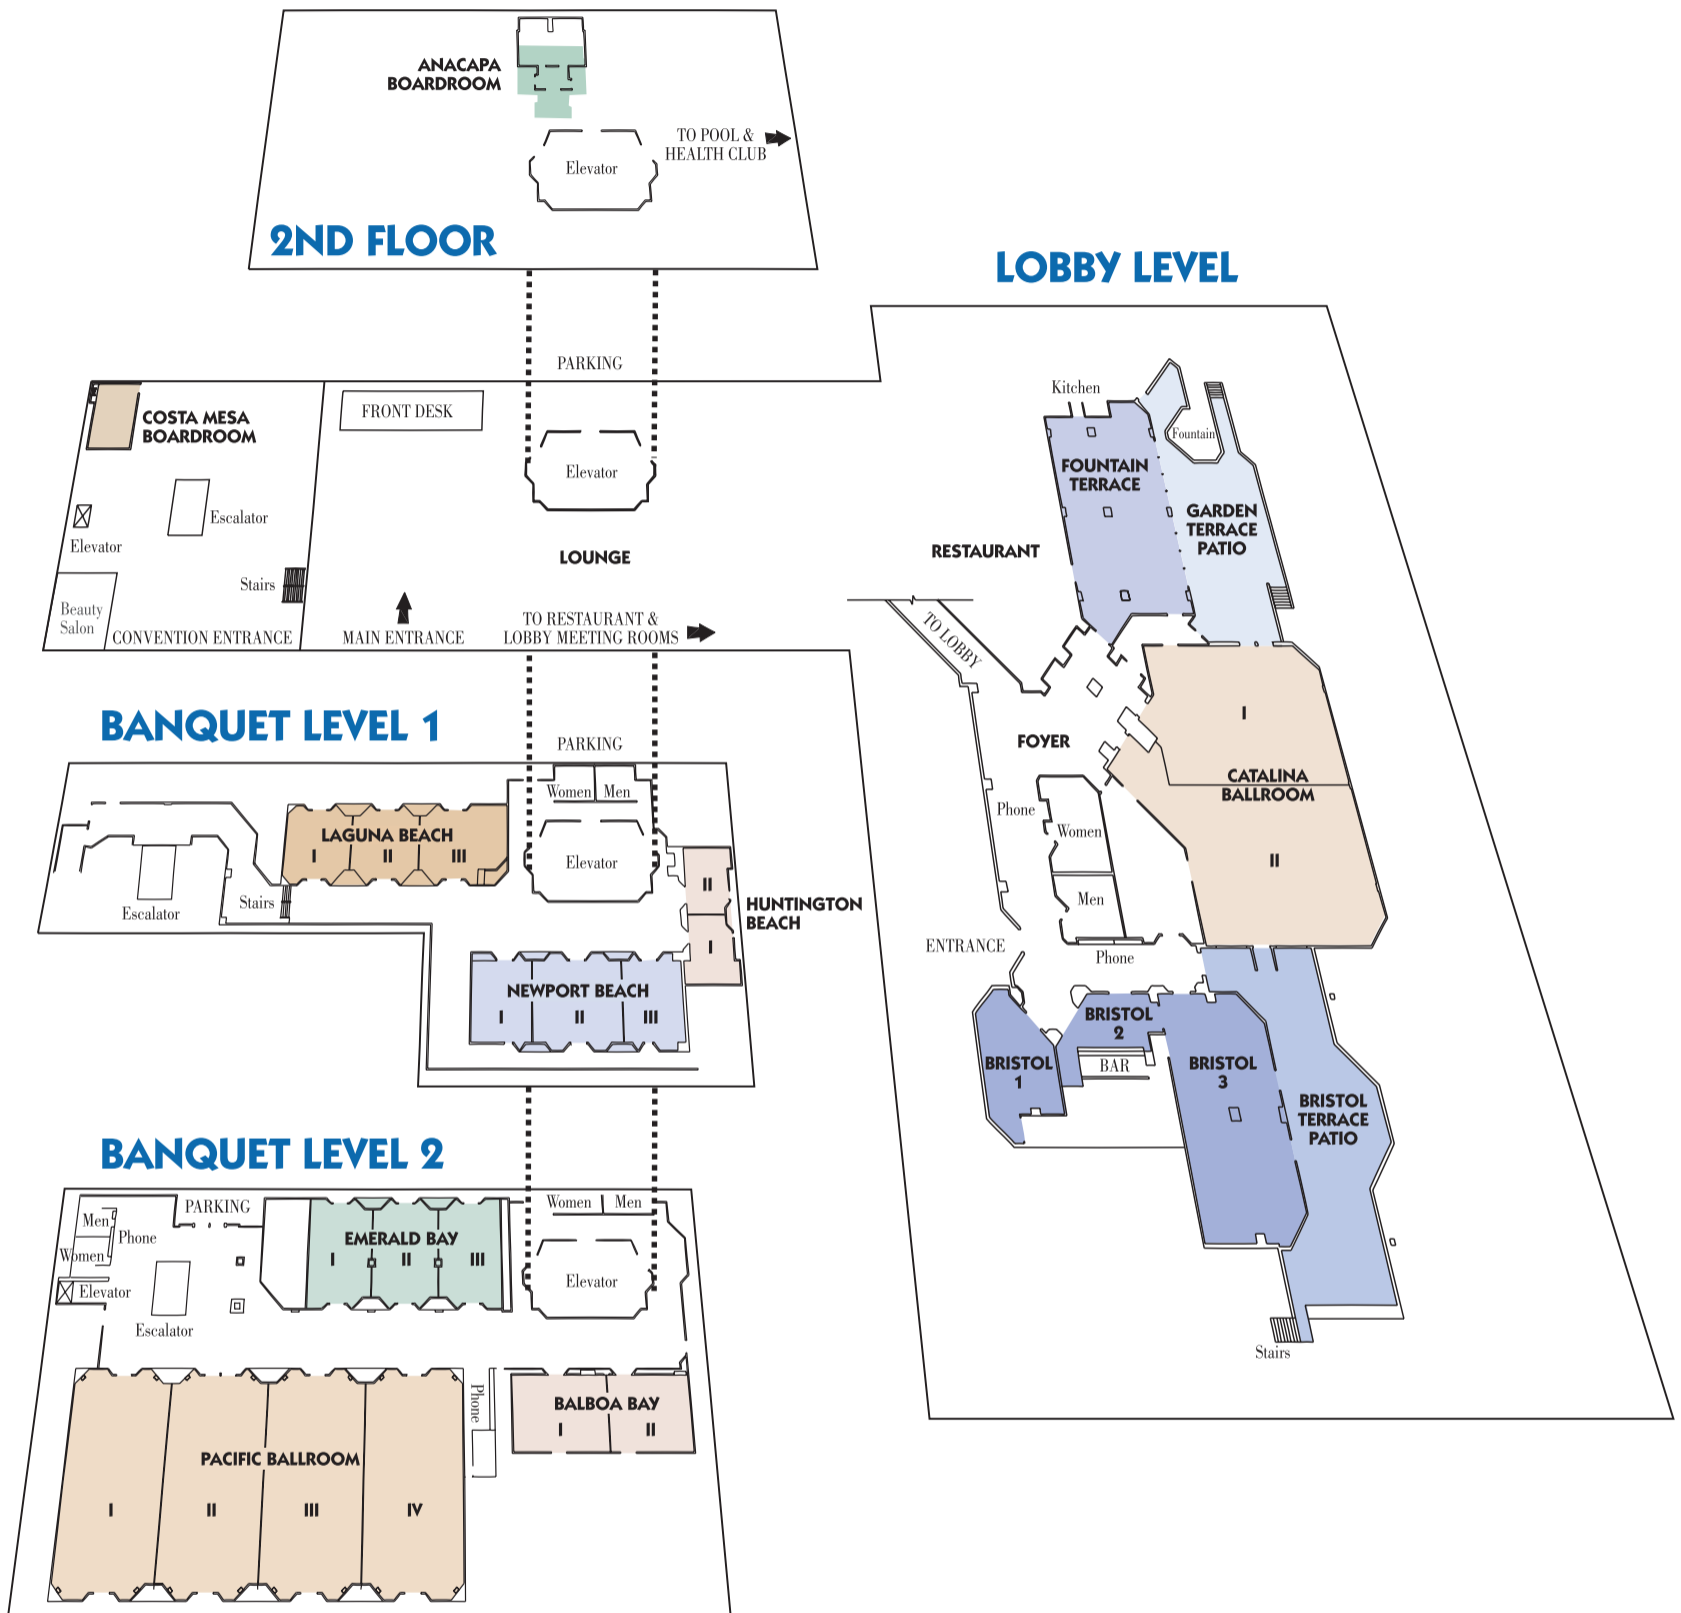 ANACAPA
BOARDROOM
TO POOL &
HEALTH CLUB
Elevator
2ND FLOOR
LOBBY LEVEL
PARKING
COSTA MESA
BOARDROOM
FRONT DESK
Elevator
Escalator
Elevator
LOUNGE
Stairs
Beauty
Salon
CONVENTION ENTRANCE
MAIN ENTRANCE
TO RESTAURANT &
LOBBY MEETING ROOMS
Kitchen
Fountain
FOUNTAIN
TERRACE
GARDEN
TERRACE
PATIO
RESTAURANT
TO LOBBY
I
FOYER
CATALINA
BALLROOM
Phone
Women
II
Men
ENTRANCE
Phone
BRISTOL
2
BRISTOL
1
BAR
BRISTOL
3
BRISTOL
TERRACE
PATIO
Stairs
BANQUET LEVEL 1
PARKING
Women
Men
LAGUNA BEACH
I
II
III
Elevator
Escalator
Stairs
II
HUNTINGTON
BEACH
I
NEWPORT BEACH
I
II
III
BANQUET LEVEL 2
Women
Men
PARKING
Men
Phone
Women
EMERALD BAY
I
II
III
Elevator
Elevator
Escalator
Phone
BALBOA BAY
I
II
PACIFIC BALLROOM
I
II
III
IV